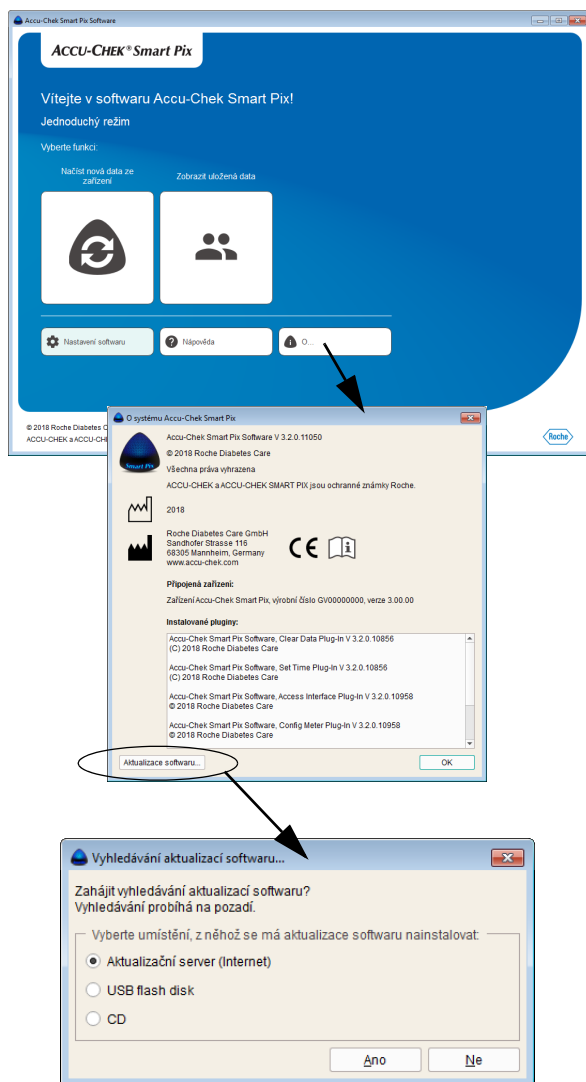 Accu-Chek Smart Pix Software
ACCU-CHEK® Smart Pix
Vítejte v softwaru Accu-Chek Smart Pix!
Jednoduchý režim
Vyberte funkci:
Načíst nová data ze
zařízení
Zobrazit uložená data
Nastavení softwaru
Nápověda
O...
© 2018 Roche Diabetes C
ACCU-CHEK a ACCU-CHE
Roche
O systému Accu-Chek Smart Pix
Smart Pix
Accu-Chek Smart Pix Software V 3.2.0.11050
© 2018 Roche Diabetes Care
Všechna práva vyhrazena
ACCU-CHEK a ACCU-CHEK SMART PIX jsou ochranné známky Roche.
2018
Roche Diabetes Care GmbH
Sandhofer Strasse 116
68305 Mannheim, Germany
www.accu-chek.com
CE
Připojená zařízení:
Zařízení Accu-Chek Smart Pix, výrobní číslo GV00000000, verze 3.00.00
Instalované pluginy:
Accu-Chek Smart Pix Software, Clear Data Plug-In V 3.2.0.10856
(C) 2018 Roche Diabetes Care
Accu-Chek Smart Pix Software, Set Time Plug-In V 3.2.0.10856
(C) 2018 Roche Diabetes Care
Accu-Chek Smart Pix Software, Access Interface Plug-In V 3.2.0.10958
© 2018 Roche Diabetes Care
Accu-Chek Smart Pix Software, Config Meter Plug-In V 3.2.0.10958
© 2018 Roche Diabetes Care
Aktualizace softwaru...
OK
Vyhledávání aktualizací softwaru...
Zahájit vyhledávání aktualizací softwaru?
Vyhledávání probíhá na pozadí.
Vyberte umístění, z něhož se má aktualizace softwaru nainstalovat:
Aktualizační server (Internet)
USB flash disk
CD
Ano
Ne